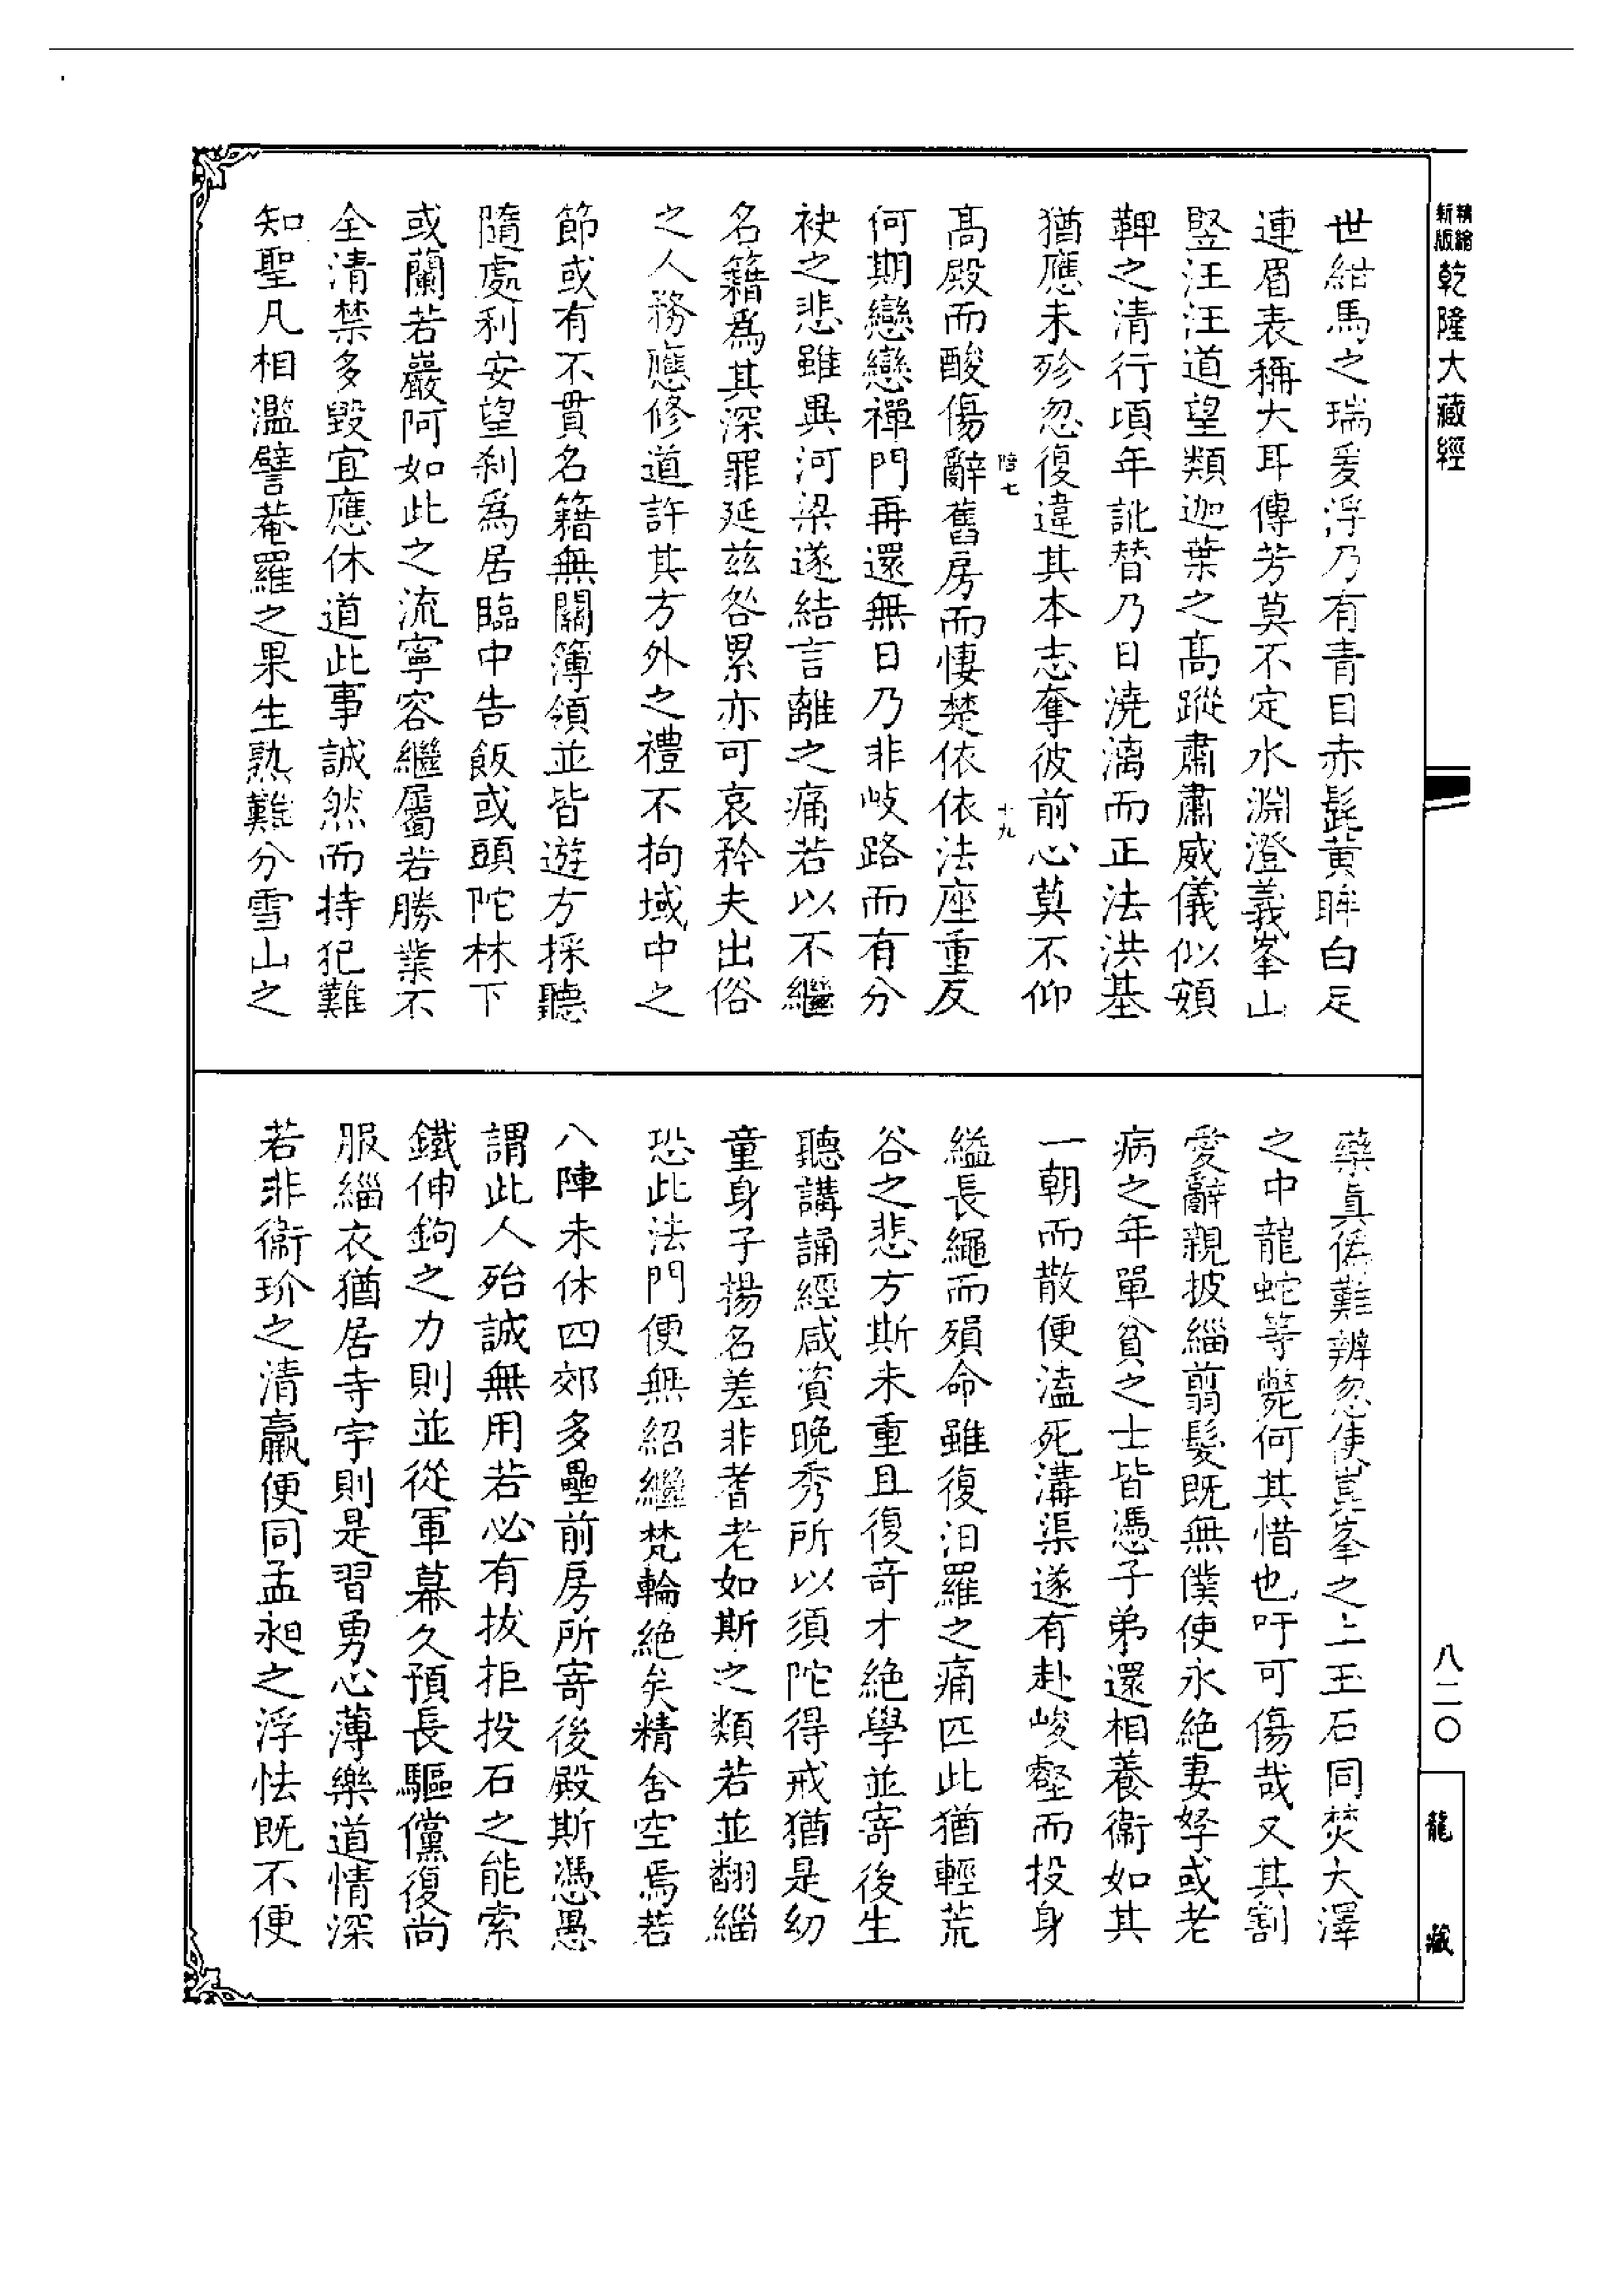 精縮新版 乾隆大藏經
世紺馬之瑞爰浮乃有青目赤髭黃眸白足
連眉表稱大耳傳芳莫不定水淵澄義峯山
竪汪汪道望類迦葉之高蹤肅肅威儀似頞
鞞之清行頃年訛替乃日澆漓而正法洪基
猶應未殄忽復違其本志奪彼前心莫不仰
陪七 十九
高殿而酸傷辭舊房而悽楚依依法座重反
何期戀戀禪門再還無日乃非岐路而有分
袂之悲雖異河梁遂結言離之痛若以不繼
名籍爲其深罪延茲咎累亦可哀矜夫出俗
之人務應修道許其方外之禮不拘域中之
節或有不貫名籍無關簿領並皆遊方採聽
隨處利安望刹爲居臨中告飯或頭陀林下
或蘭若巖阿如此之流寧容繼屬若勝業不
全清禁多毀宜應休道此事誠然而持犯難
知聖凡相濫譬菴羅之果生熟難分雪山之
藥眞僞難辨忽使崑峯之上玉石同焚大澤
之中龍蛇等斃何其惜也吁可傷哉又其割
愛辭親披緇翦髮既無僕使永絕妻孥或老
病之年單貧之士皆憑子弟還相養衞如其
一朝而散便溘死溝渠遂有赴峻壑而投身
縊長繩而殞命雖復汨羅之痛匹此猶輕荒
谷之悲方斯未重且復奇才絕學並寄後生
聽講誦經咸資晚秀所以須陀得戒猶是幼
童身子揚名差非耆老如斯之類若並翻緇
恐此法門便無紹繼梵輪絕矣精舍空焉若
八陣未休四郊多壘前房所寄後殿斯憑愚
謂此人殆誠無用若必有拔拒投石之能索
鐵伸鉤之力則並從軍幕久預長驅儻復尚
服緇衣猶居寺宇則是習勇心薄樂道情深
若非衞玠之清羸便同孟昶之浮怯既不便
八二〇
龍藏